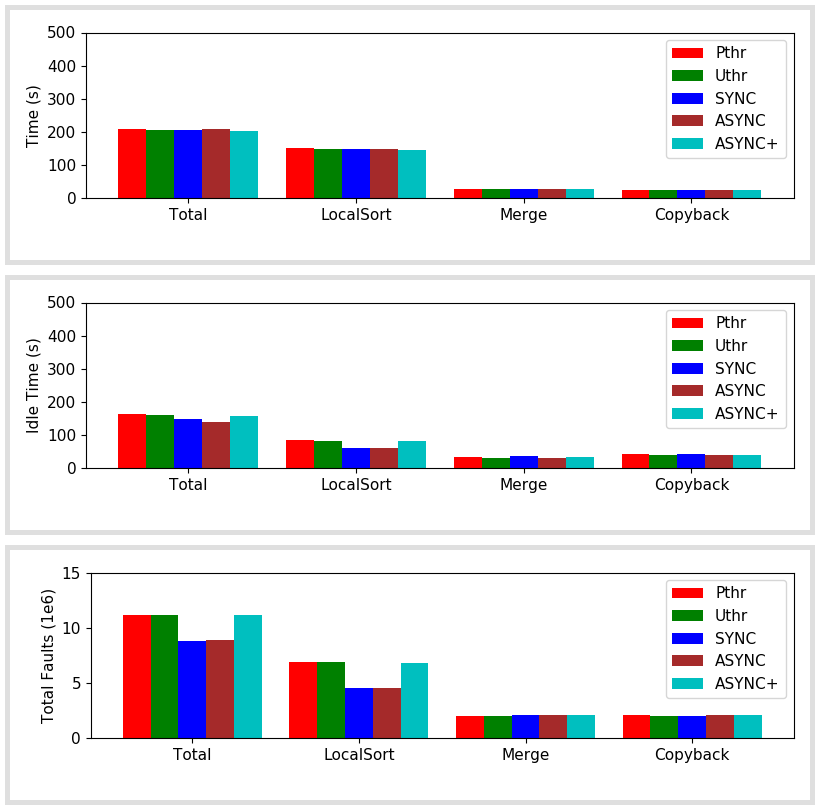 500
400
300
200
100
0
Time (s)
Pthr
Uthr
SYNC
ASYNC
ASYNC+
Total LocalSort Merge Copyback
500
400
300
200
100
0
Idle Time (s)
Pthr
Uthr
SYNC
ASYNC
ASYNC+
Total LocalSort Merge Copyback
15
10
5
0
Total Faults (1e6)
Pthr
Uthr
SYNC
ASYNC
ASYNC+
Total LocalSort Merge Copyback